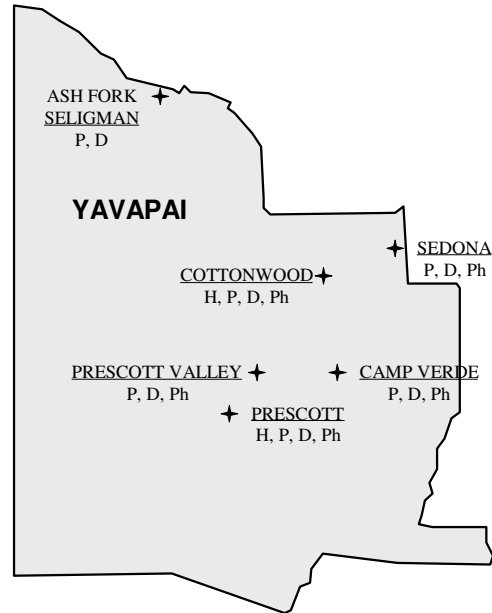 ASH FORK
SELIGMAN
P, D
YAVAPAI
SEDONA
P, D, Ph
COTTONWOOD
H, P, D, Ph
PRESCOTT VALLEY
P, D, Ph
CAMP VERDE
P, D, Ph
PRESCOTT
H, P, D, Ph